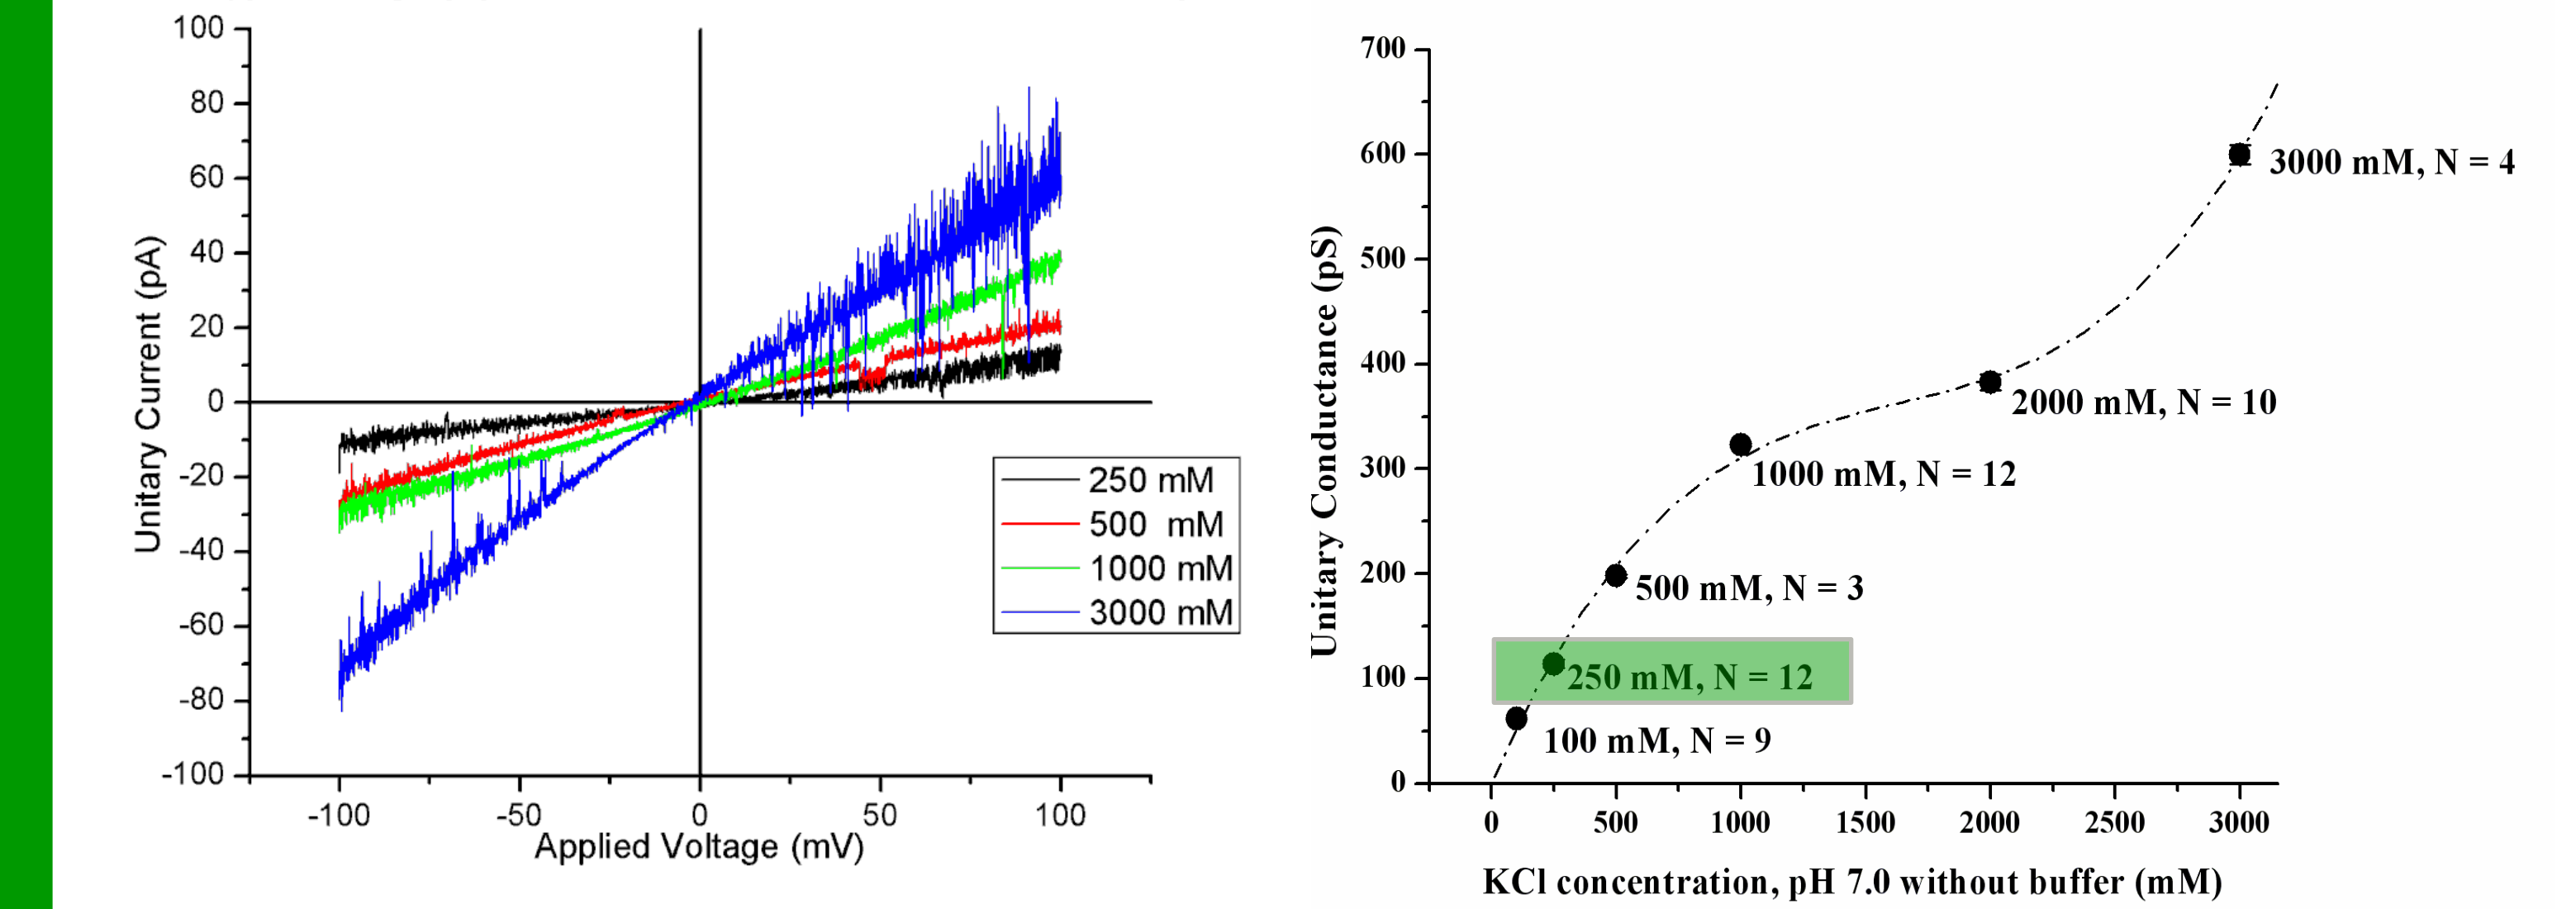 100
80
60
40
20
0
-20
-40
-60
-80
-100
Unitary Current (pA)
-100 -50 0 50 100
Applied Voltage (mV)
250 mM
500 mM
1000 mM
3000 mM
700
600
500
400
300
200
100
0
Unitary Conductance (pS)
3000 mM, N = 4
2000 mM, N = 10
1000 mM, N = 12
500 mM, N = 3
250 mM, N = 12
100 mM, N = 9
0 500 1000 1500 2000 2500 3000
KCl concentration, pH 7.0 without buffer (mM)